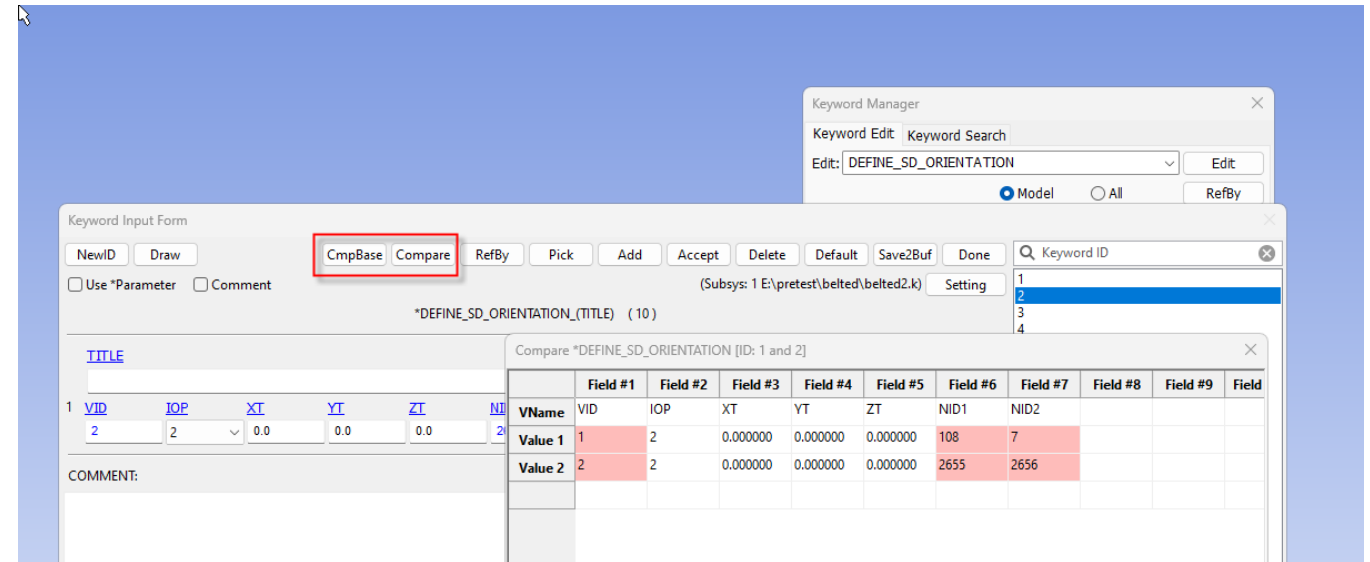 Keyword Manager
Keyword Edit Keyword Search
Edit: DEFINE_SD_ORIENTATION Edit
Model All RefBy
Keyword Input Form
NewID Draw CmpBase Compare RefBy Pick Add Accept Delete Default Save2Buf Done Keyword ID
Use *Parameter Comment (Subsys: 1 E:\pretest\belted\belted2.k) Setting
1
2
3
4
*DEFINE_SD_ORIENTATION_(TITLE) ( 10 )
TITLE
1 VID IOP XT YT ZT
2 2 0.0 0.0 0.0
COMMENT:
Compare *DEFINE_SD_ORIENTATION [ID: 1 and 2]
Field #1 Field #2 Field #3 Field #4 Field #5 Field #6 Field #7 Field #8 Field #9 Field
VName VID IOP XT YT ZT NID1 NID2
Value 1 1 2 0.000000 0.000000 0.000000 108 7
Value 2 2 2 0.000000 0.000000 0.000000 2655 2656